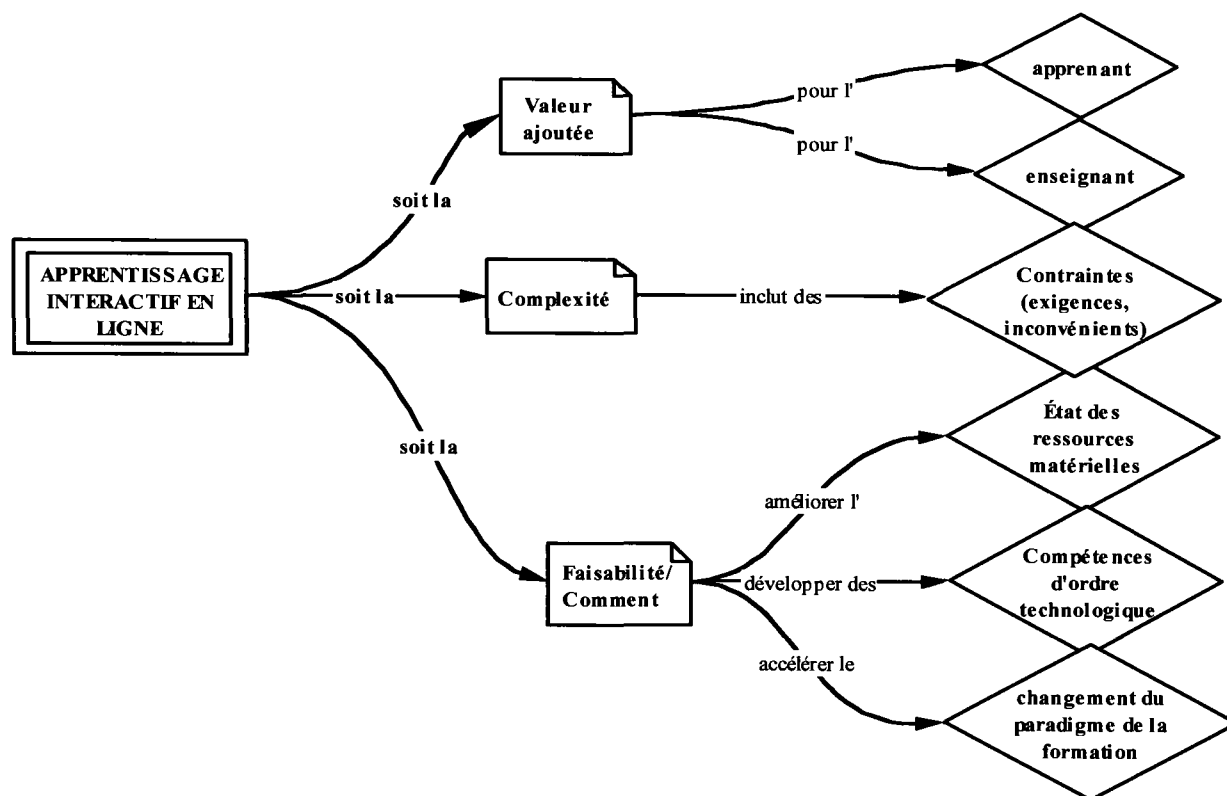 APPRENTISSAGE
INTERACTIF EN
LIGNE
soit la
Valeur
ajoutée
pour l'
apprenant
pour l'
enseignant
soit la
Complexité
inclut des
Contraintes
(exigences,
inconvénients)
soit la
Faisabilité/
Comment
améliorer l'
État des
ressources
matérielles
développer des
Compétences
d'ordre
technologique
accélérer le
changement du
paradigme de la
formation